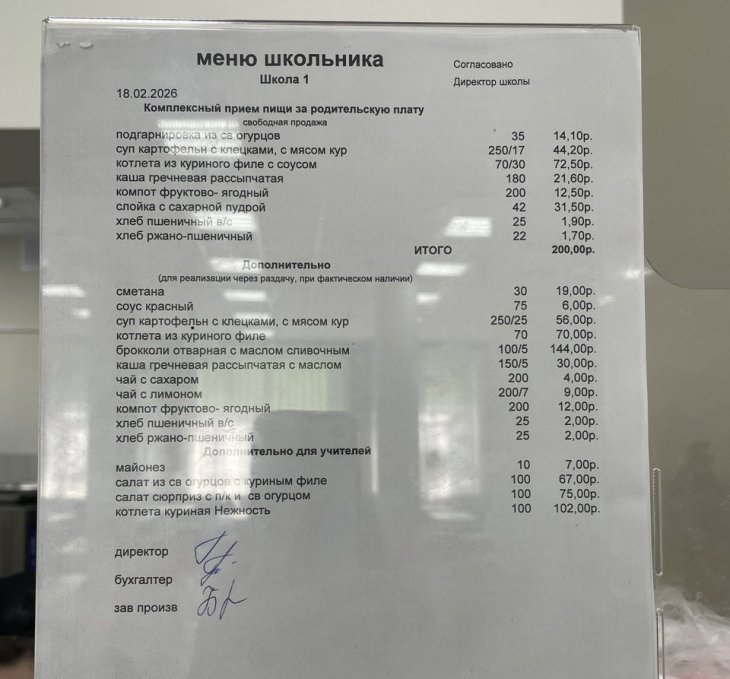 меню школьника
Согласовано
Школа 1
Директор школы
18.02.2026
Комплексный прием пищи за родительскую плату
свободная продажа
подгарнировка из св огурцов 35 14,10р.
суп картофельн с клецками, с мясом кур 250/17 44,20р.
котлета из куриного филе с соусом 70/30 72,50р.
каша гречневая рассыпчатая 180 21,60р.
компот фруктово- ягодный 200 12,50р.
слойка с сахарной пудрой 42 31,50р.
хлеб пшеничный в/с 25 1,90р.
хлеб ржано-пшеничный 22 1,70р.
ИТОГО 200,00р.
Дополнительно
(для реализации через раздачу, при фактическом наличии)
сметана 30 19,00р.
соус красный 75 6,00р.
суп картофельн с клецками, с мясом кур 250/25 56,00р.
котлета из куриного филе 70 70,00р.
брокколи отварная с маслом сливочным 100/5 144,00р.
каша гречневая рассыпчатая с маслом 150/5 30,00р.
чай с сахаром 200 4,00р.
чай с лимоном 200/7 9,00р.
компот фруктово- ягодный 200 12,00р.
хлеб пшеничный в/с 25 2,00р.
хлеб ржано-пшеничный 25 2,00р.
Дополнительно для учителей
майонез 10 7,00р.
салат из св огурцов с куриным филе 100 67,00р.
салат сюрприз с п/к и св огурцом 100 75,00р.
котлета куриная Нежность 100 102,00р.
директор
бухгалтер
зав произв